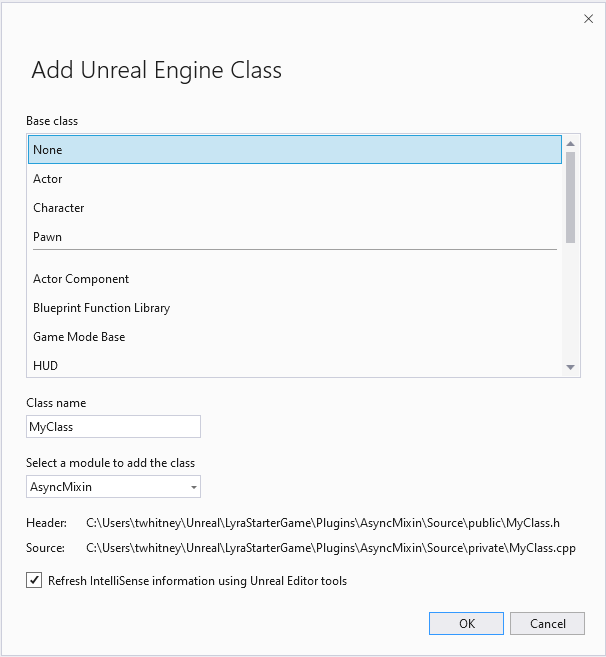 Add Unreal Engine Class
Base class
None
Actor
Character
Pawn
Actor Component
Blueprint Function Library
Game Mode Base
HUD
Class name
MyClass
Select a module to add the class
AsyncMixin
Header: C:\Users\twhitney\Unreal\LyraStarterGame\Plugins\AsyncMixin\Source\public\MyClass.h
Source: C:\Users\twhitney\Unreal\LyraStarterGame\Plugins\AsyncMixin\Source\private\MyClass.cpp
Refresh IntelliSense information using Unreal Editor tools
OK Cancel